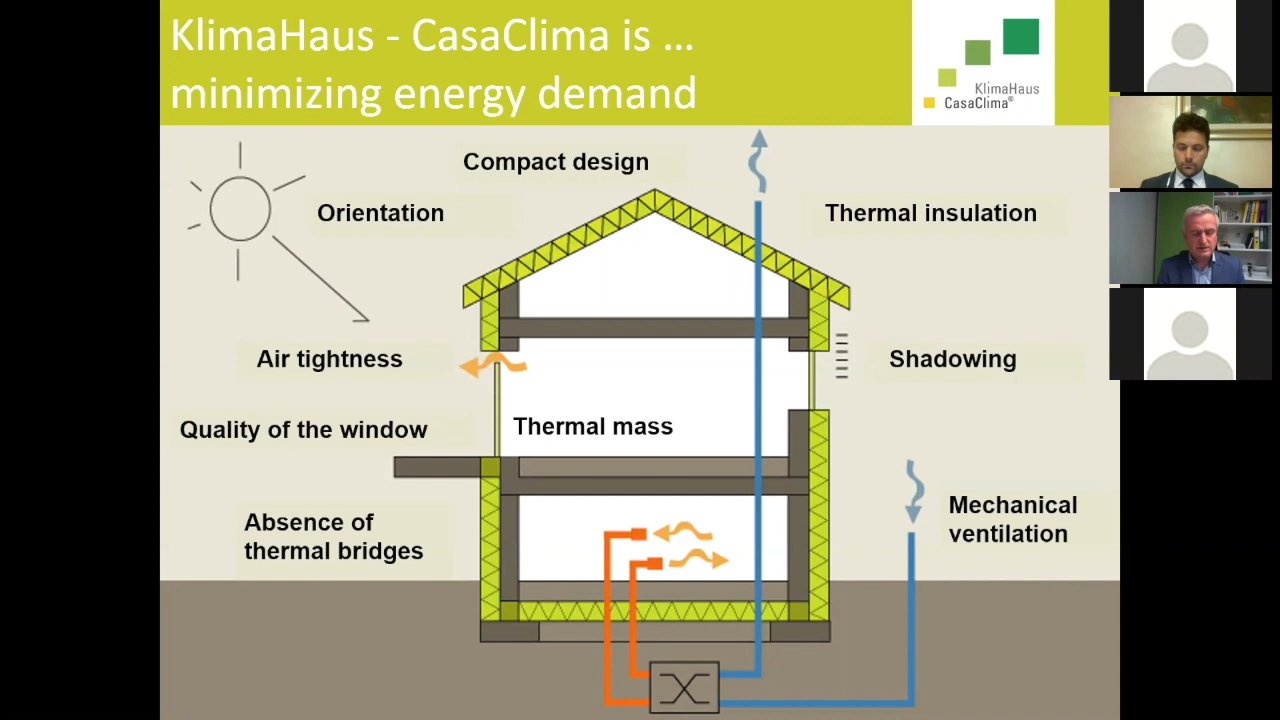 KlimaHaus - CasaClima is ...
minimizing energy demand
KlimaHaus
CasaClima®
Compact design
Orientation
Thermal insulation
Air tightness
Shadowing
Quality of the window
Thermal mass
Absence of
thermal bridges
Mechanical
ventilation